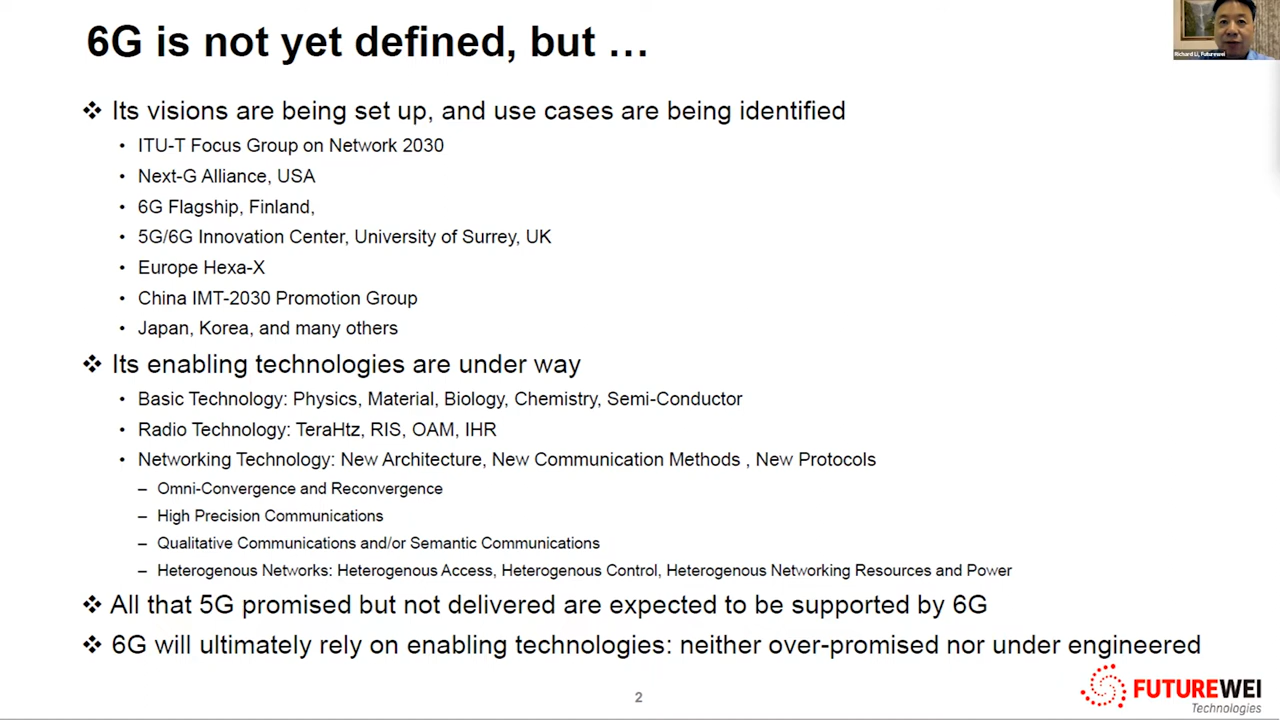 6G is not yet defined, but …
Richard Li, Futurewei
❖ Its visions are being set up, and use cases are being identified
• ITU-T Focus Group on Network 2030
• Next-G Alliance, USA
• 6G Flagship, Finland,
• 5G/6G Innovation Center, University of Surrey, UK
• Europe Hexa-X
• China IMT-2030 Promotion Group
• Japan, Korea, and many others
❖ Its enabling technologies are under way
• Basic Technology: Physics, Material, Biology, Chemistry, Semi-Conductor
• Radio Technology: TeraHtz, RIS, OAM, IHR
• Networking Technology: New Architecture, New Communication Methods , New Protocols
– Omni-Convergence and Reconvergence
– High Precision Communications
– Qualitative Communications and/or Semantic Communications
– Heterogenous Networks: Heterogenous Access, Heterogenous Control, Heterogenous Networking Resources and Power
❖ All that 5G promised but not delivered are expected to be supported by 6G
❖ 6G will ultimately rely on enabling technologies: neither over-promised nor under engineered
2
FUTUREWEI
Technologies